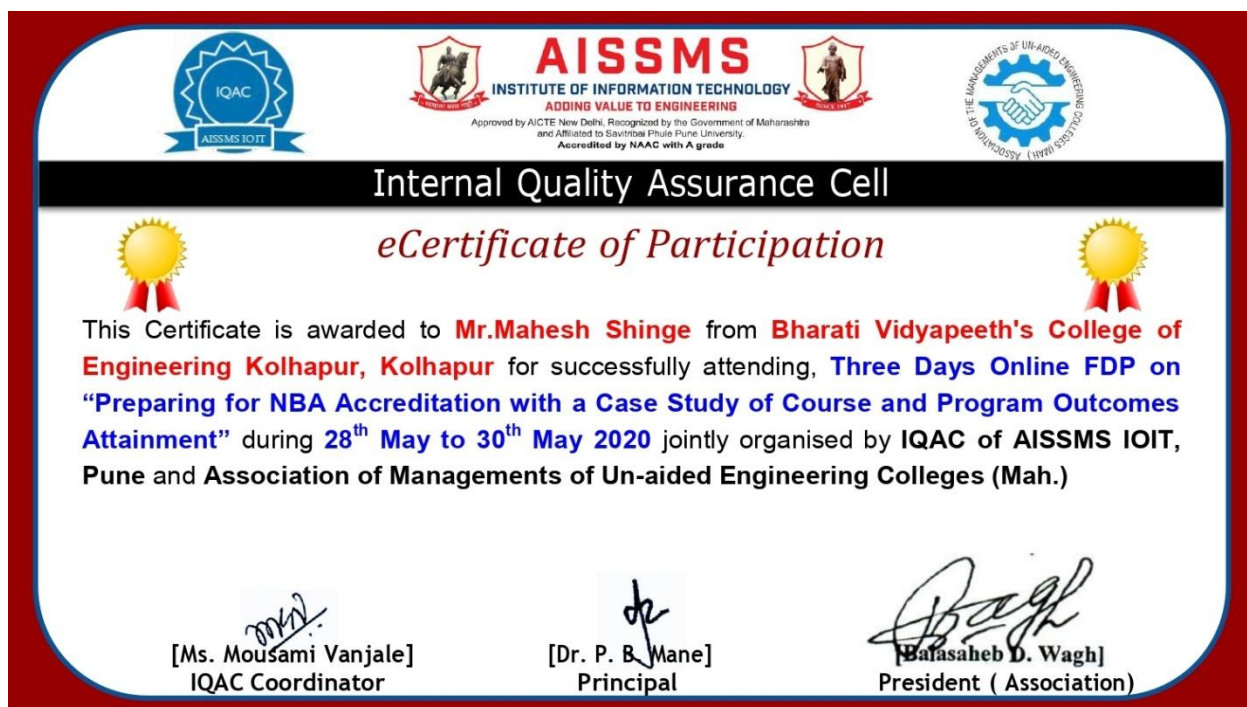 IQAC
AISSMS IOIT
AISSMS
INSTITUTE OF INFORMATION TECHNOLOGY
ADDING VALUE TO ENGINEERING
SINCE 1917
Approved by AICTE New Delhi, Recognized by the Government of Maharashtra
and Affiliated to Savitribai Phule Pune University.
Accredited by NAAC with A grade
ASSOCIATION OF THE MANAGEMENTS OF UN-AIDED ENGINEERING COLLEGES (MAH)
Internal Quality Assurance Cell
eCertificate of Participation
This Certificate is awarded to Mr.Mahesh Shinge from Bharati Vidyapeeth's College of
Engineering Kolhapur, Kolhapur for successfully attending, Three Days Online FDP on
“Preparing for NBA Accreditation with a Case Study of Course and Program Outcomes
Attainment” during 28th May to 30th May 2020 jointly organised by IQAC of AISSMS IOIT,
Pune and Association of Managements of Un-aided Engineering Colleges (Mah.)
[Ms. Mousami Vanjale]
IQAC Coordinator
[Dr. P. B. Mane]
Principal
[Balasaheb D. Wagh]
President ( Association)